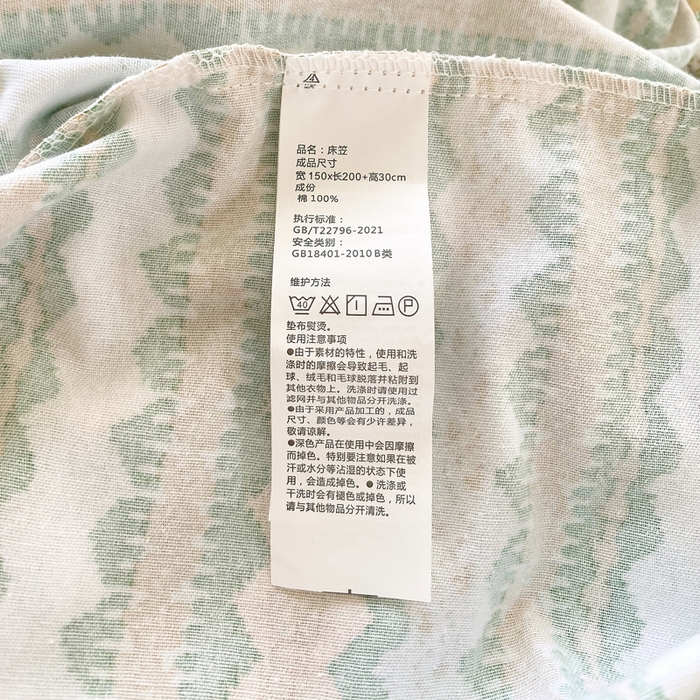 品名：床笠
成品尺寸
宽150x长200+高30cm
成份
棉 100%
执行标准：
GB/T22796-2021
安全类别：
GB18401-2010 B类
维护方法
40
P
垫布熨烫。
使用注意事项
●由于素材的特性，使用和洗
涤时的摩擦会导致起毛、起
球、绒毛和毛球脱落并粘附到
其他衣物上。洗涤时请使用过
滤网并与其他物品分开洗涤。
●由于采用产品加工的，成品
尺寸、颜色等会有少许差异，
敬请谅解。
●深色产品在使用中会因摩擦
而掉色。特别要注意如果在被
汗或水分等沾湿的状态下使
用，会造成掉色。●洗涤或
干洗时会有褪色或掉色，所以
请与其他物品分开清洗。